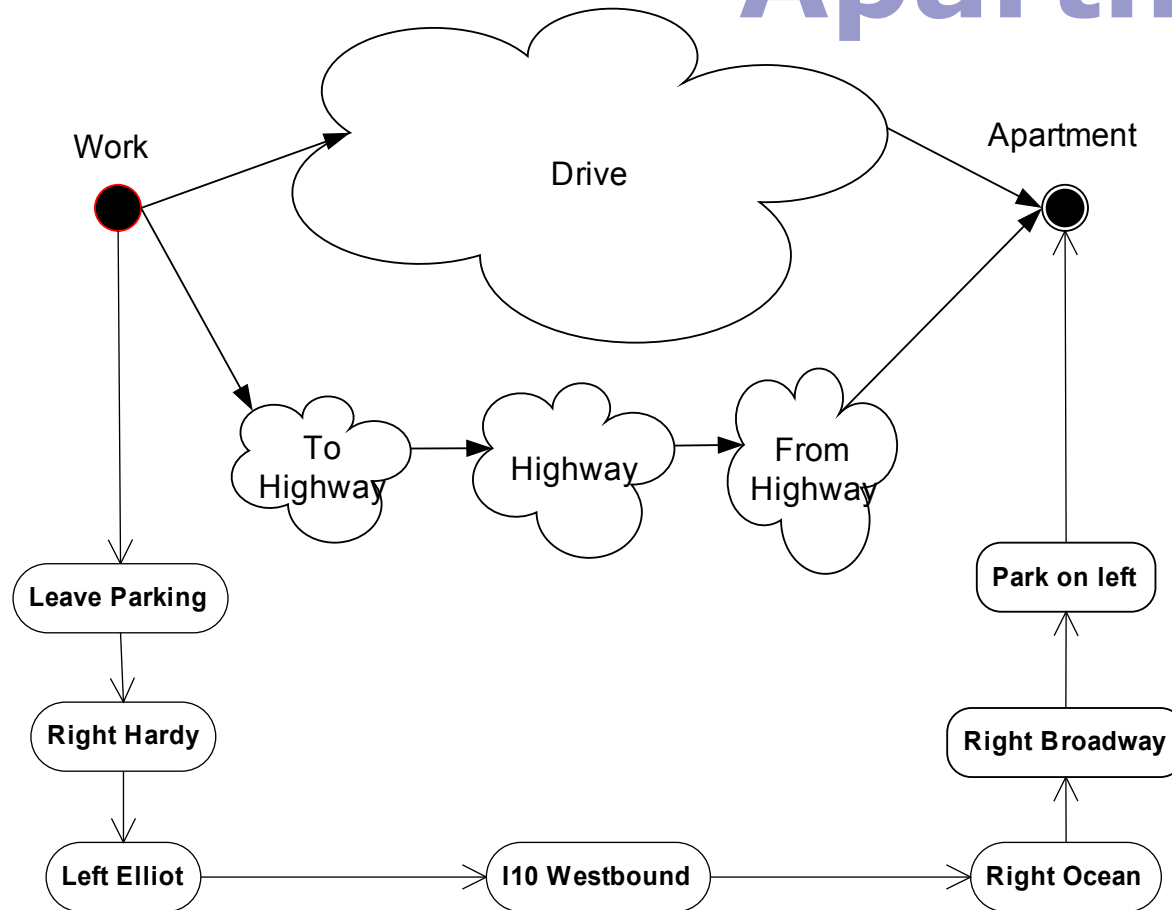 Work
Drive
Apartment
To
Highway
Highway
From
Highway
Leave Parking
Park on left
Right Hardy
Right Broadway
Left Elliot
I10 Westbound
Right Ocean